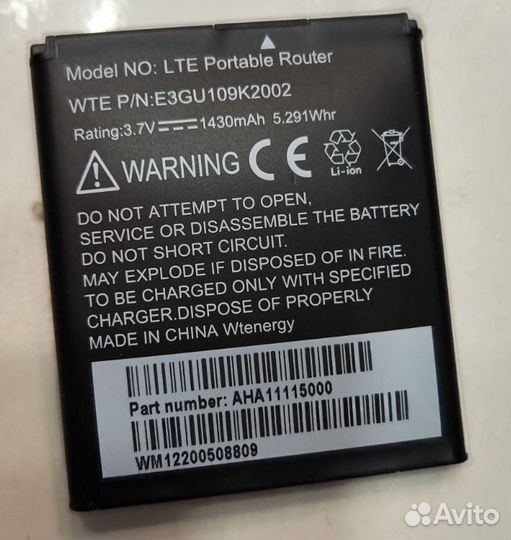 Model NO: LTE Portable Router
WTE P/N:E3GU109K2002
Rating:3.7V 1430mAh 5.291Whr
WARNING CE Li-ion
DO NOT ATTEMPT TO OPEN,
SERVICE OR DISASSEMBLE THE BATTERY
DO NOT SHORT CIRCUIT.
MAY EXPLODE IF DISPOSED OF IN FIRE.
TO BE CHARGED ONLY WITH SPECIFIED
CHARGER.DISPOSE OF PROPERLY
MADE IN CHINA Wtenergy
Part number: AHA11115000
WM12200508809
Avito